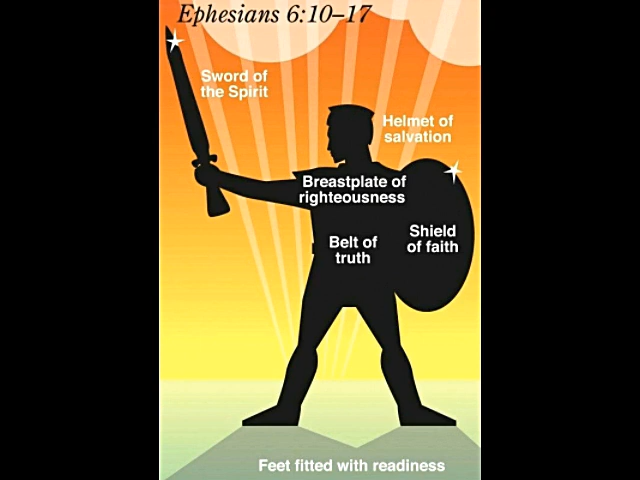 Ephesians 6:10–17
Sword of
the Spirit
Helmet of
salvation
Breastplate of
righteousness
Belt of
truth
Shield
of faith
Feet fitted with readiness